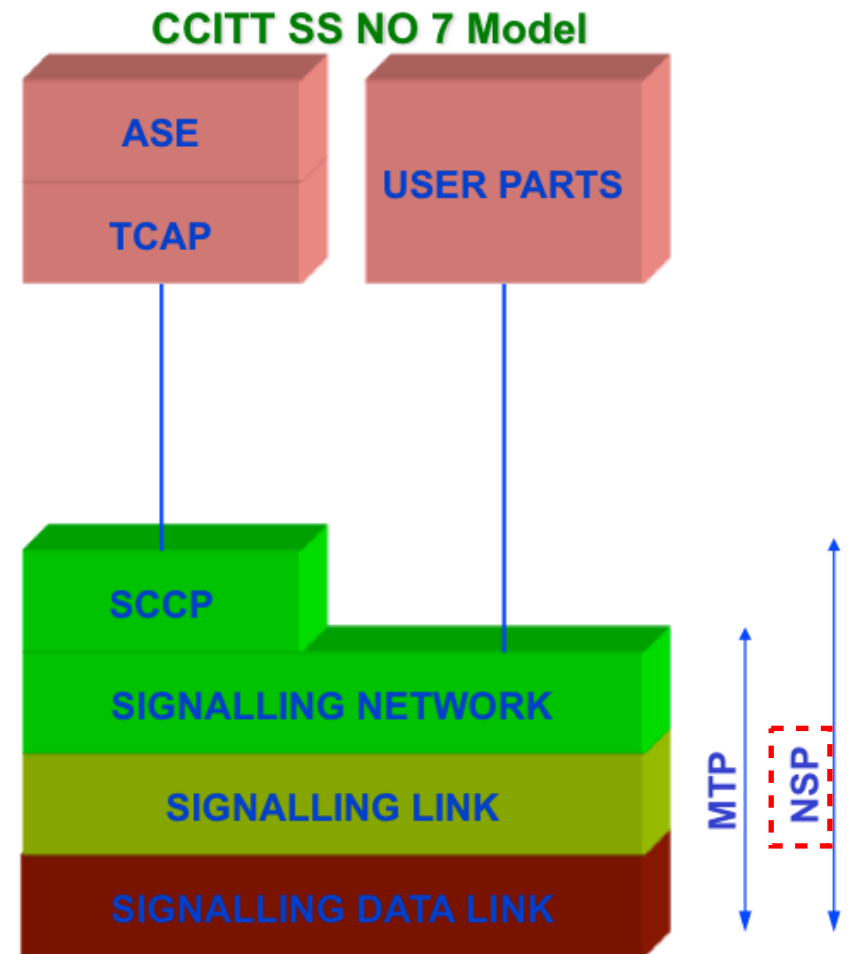 CCITT SS NO 7 Model
ASE
USER PARTS
TCAP
SCCP
SIGNALLING NETWORK
SIGNALLING LINK
SIGNALLING DATA LINK
MTP
NSP